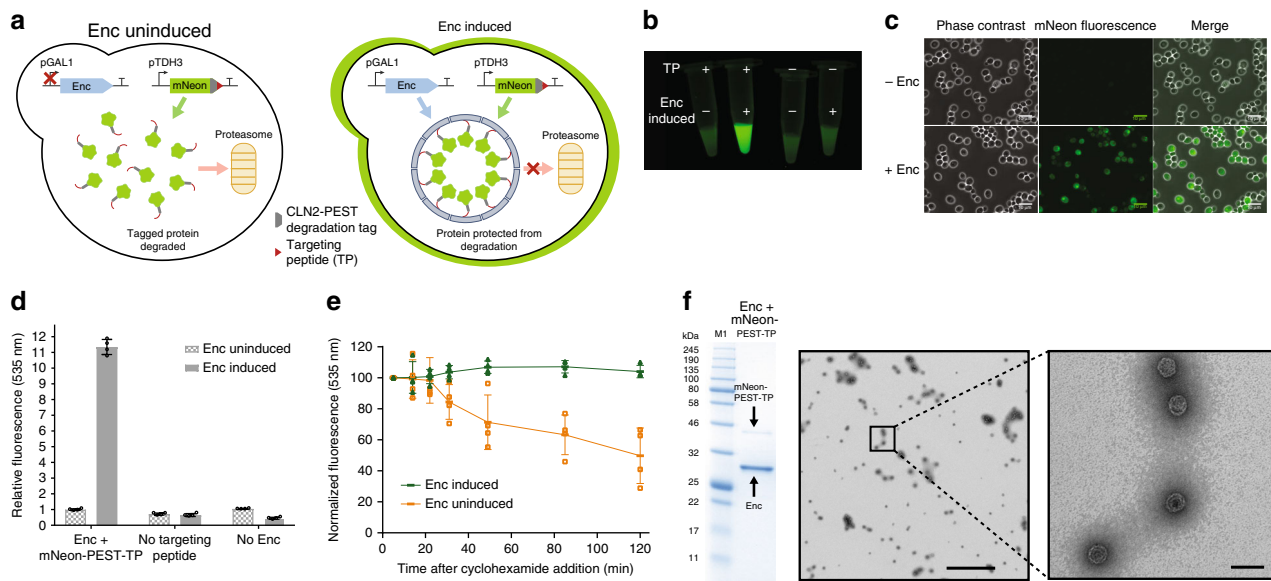 a
Enc uninduced
pGAL1
pTDH3
Enc
mNeon
Proteasome
Tagged protein
degraded
CLN2-PEST
degradation tag
Targeting
peptide (TP)
Enc induced
pGAL1
pTDH3
Enc
mNeon
Proteasome
Protein protected from
degradation
b
TP + + – –
Enc
induced – + – +
c
Phase contrast mNeon fluorescence Merge
– Enc
+ Enc
d
Relative fluorescence (535 nm)
12
11
10
9
8
7
6
5
4
3
2
1
0
Enc uninduced
Enc induced
Enc +
mNeon-PEST-TP
No targeting
peptide
No Enc
e
Normalized fluorescence (535 nm)
120
100
80
60
40
20
0
Enc induced
Enc uninduced
0 20 40 60 80 100 120
Time after cyclohexamide addition (min)
f
Enc +
mNeon-
PEST-TP
kDa
M1
245
190
135
100
80
58
46
32
25
22
17
11
mNeon-
PEST-TP
Enc